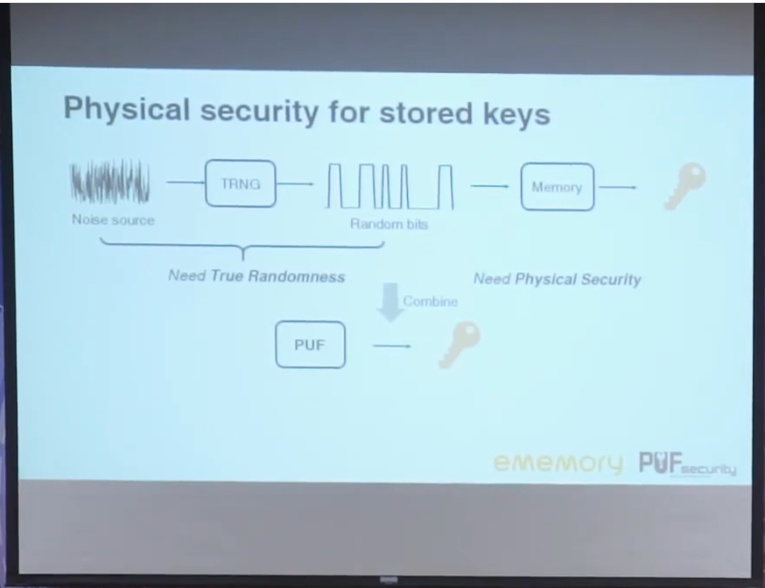 Physical security for stored keys
TRNG
Memory
Noise source
Random bits
Need True Randomness
Need Physical Security
Combine
PUF
eMemory PUFsecurity